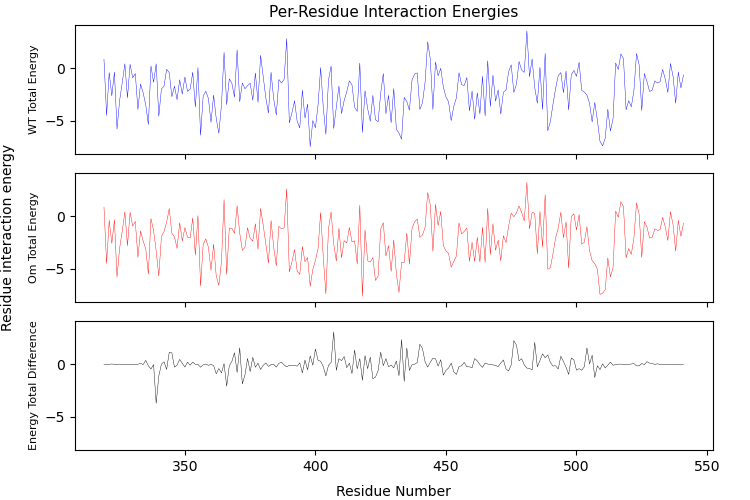 Per-Residue Interaction Energies
Residue interaction energy
WT Total Energy
0
−5
Om Total Energy
0
−5
Energy Total Difference
0
−5
350 400 450 500 550
Residue Number